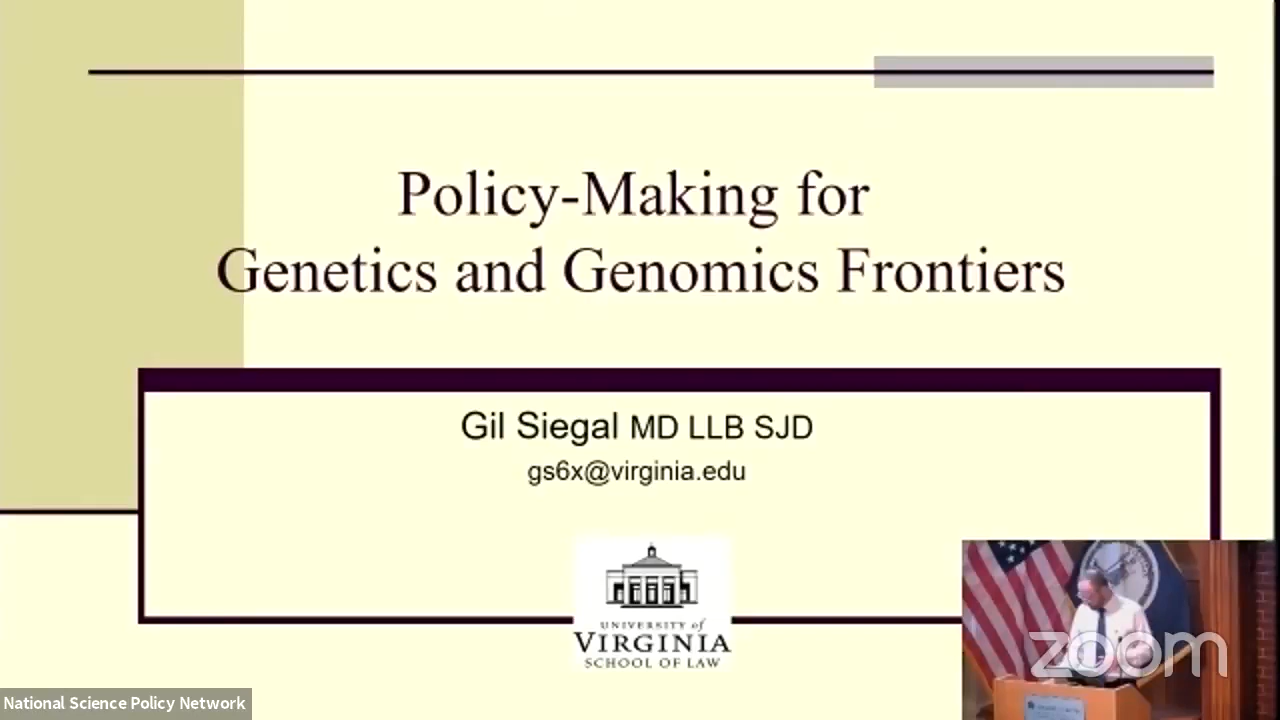 Policy-Making for
Genetics and Genomics Frontiers
Gil Siegal MD LLB SJD
gs6x@virginia.edu
UNIVERSITY of
VIRGINIA
SCHOOL OF LAW
zoom
National Science Policy Network